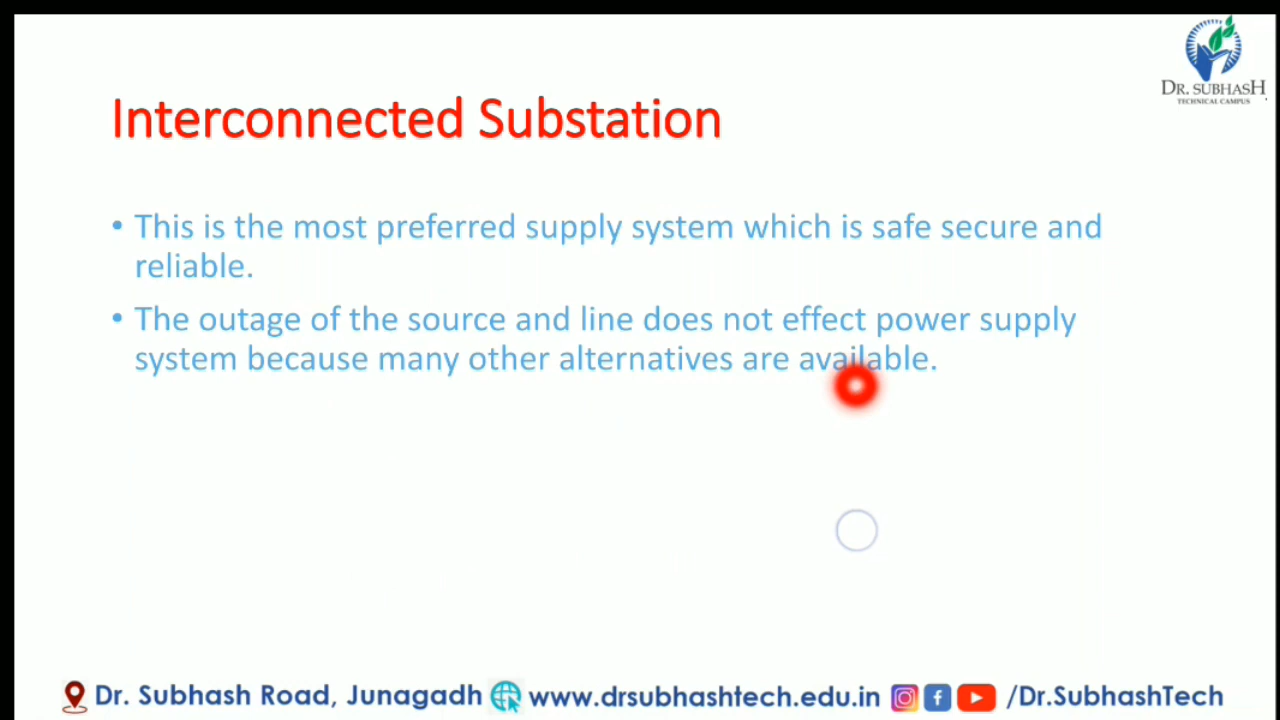 DR. SUBHASH
TECHNICAL CAMPUS
Interconnected Substation
• This is the most preferred supply system which is safe secure and
reliable.
• The outage of the source and line does not effect power supply
system because many other alternatives are available.
Dr. Subhash Road, Junagadh www.drsubhashtech.edu.in /Dr.SubhashTech